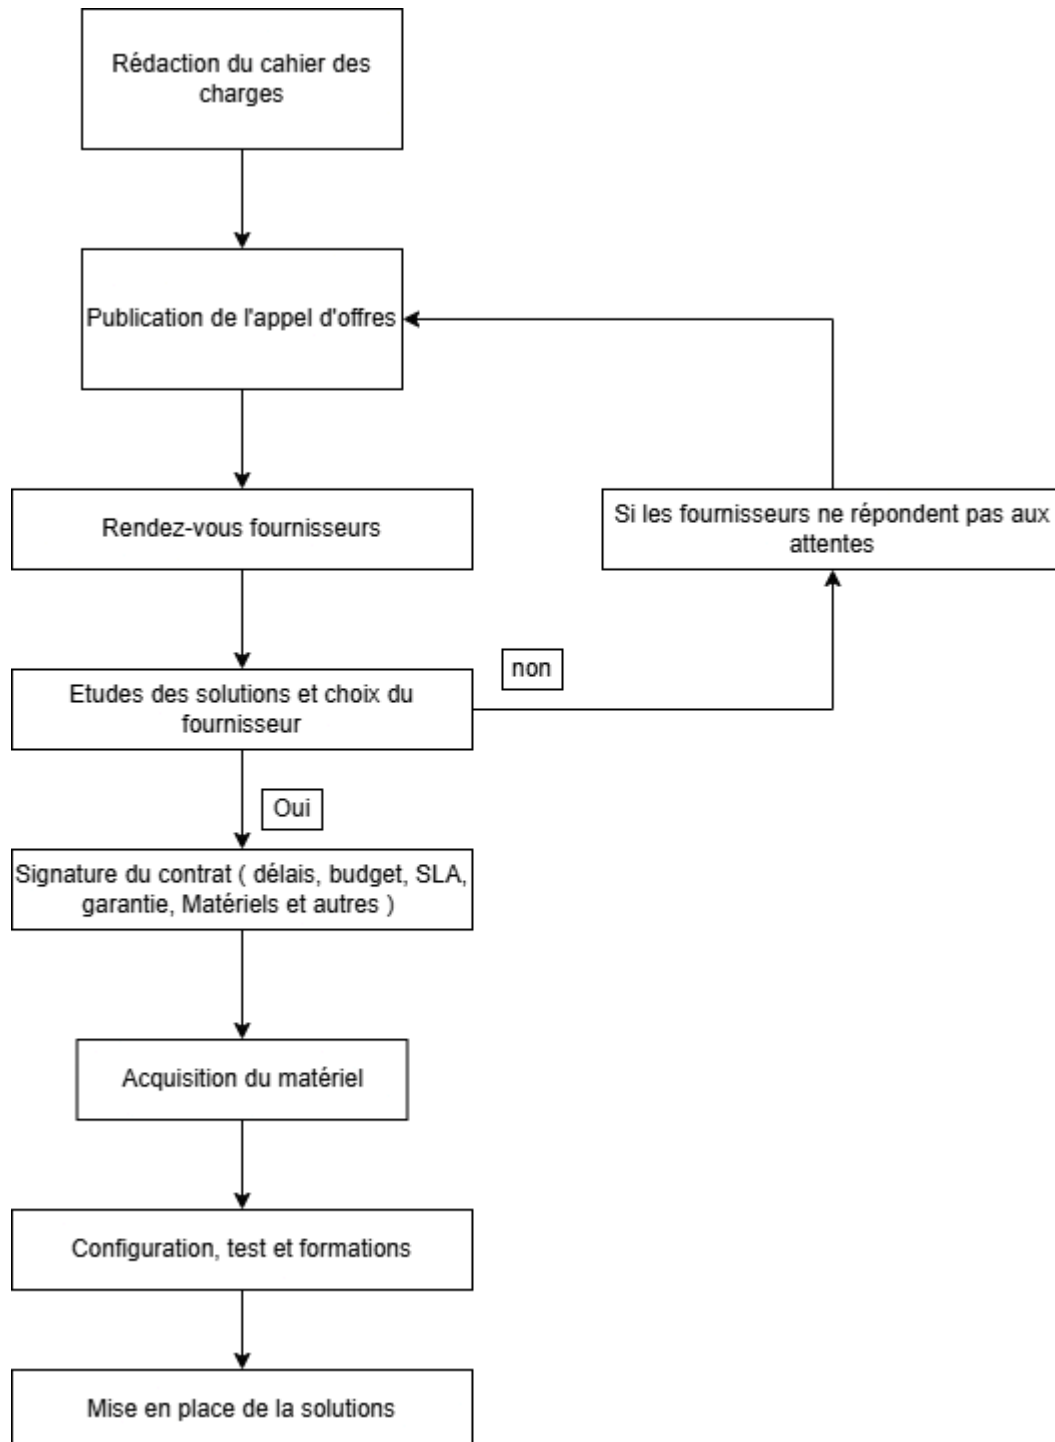 Rédaction du cahier des
charges
Publication de l'appel d'offres
Rendez-vous fournisseurs
Si les fournisseurs ne répondent pas aux
attentes
non
Etudes des solutions et choix du
fournisseur
Oui
Signature du contrat ( délais, budget, SLA,
garantie, Matériels et autres )
Acquisition du matériel
Configuration, test et formations
Mise en place de la solutions